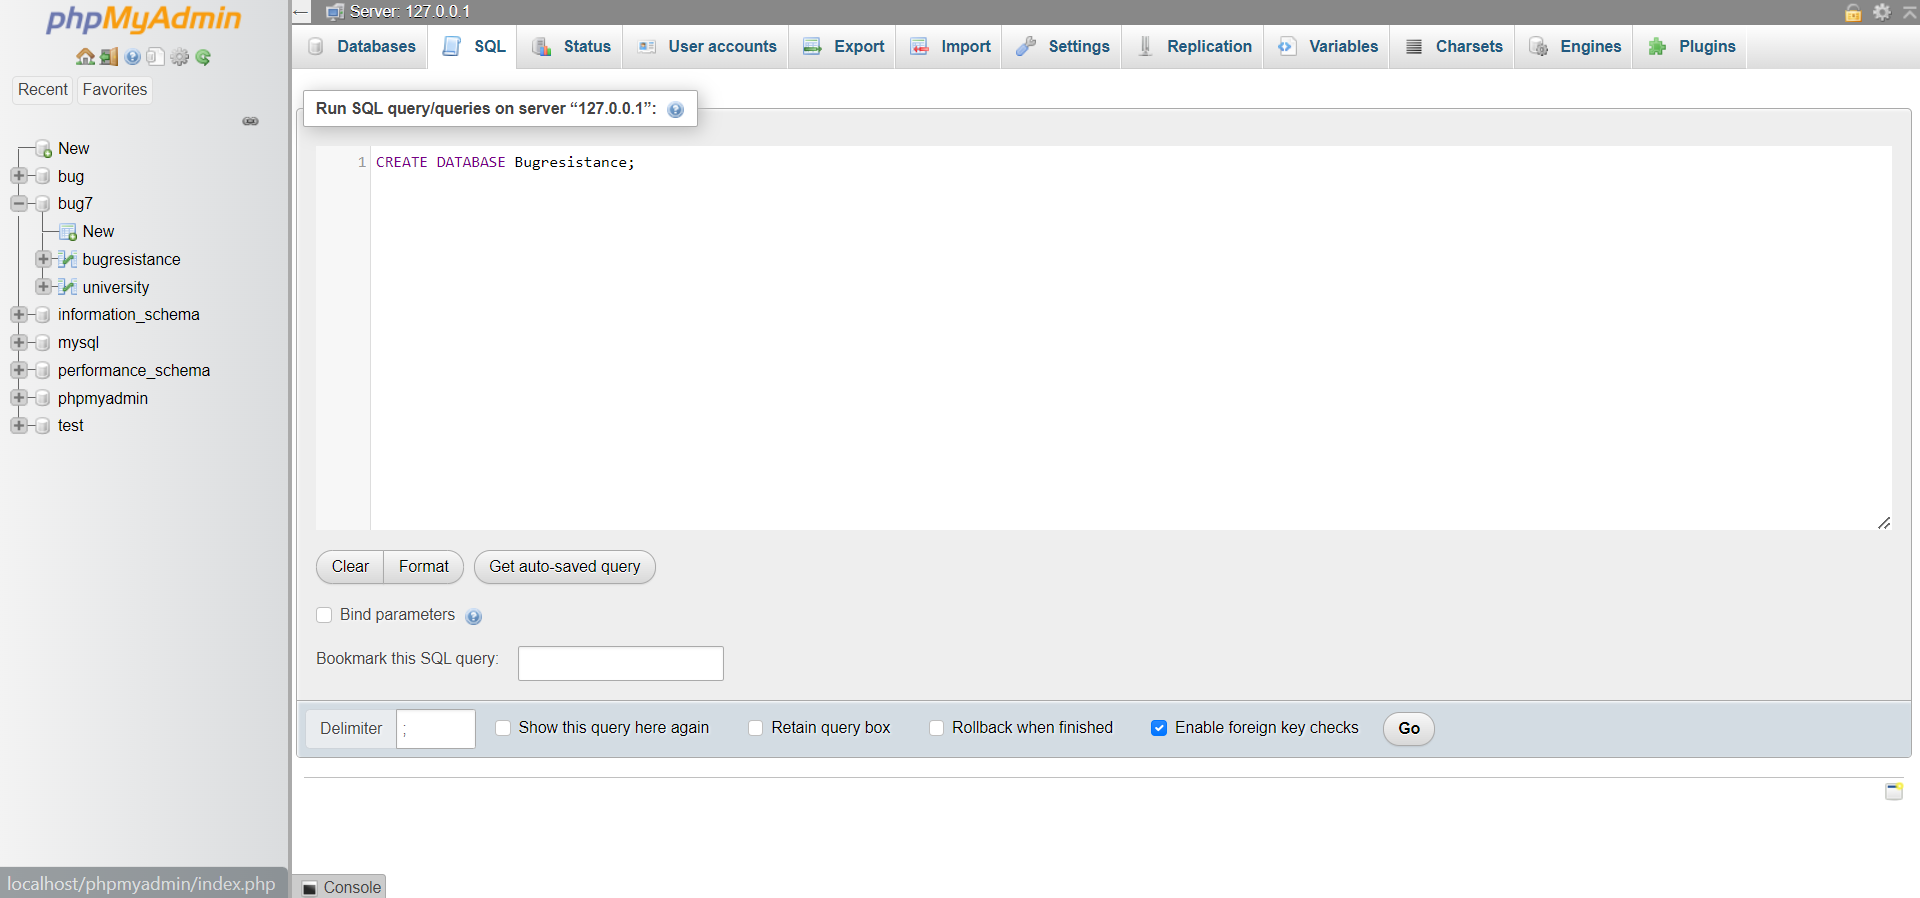 phpMyAdmin
Recent
Favorites
New
bug
bug7
New
bugresistance
university
information_schema
mysql
performance_schema
phpmyadmin
test
localhost/phpmyadmin/index.php
Server: 127.0.0.1
Databases
SQL
Status
User accounts
Export
Import
Settings
Replication
Variables
Charsets
Engines
Plugins
Run SQL query/queries on server “127.0.0.1”:
1 CREATE DATABASE Bugresistance;
Clear
Format
Get auto-saved query
Bind parameters
Bookmark this SQL query:
Delimiter ;
Show this query here again
Retain query box
Rollback when finished
Enable foreign key checks
Go
Console